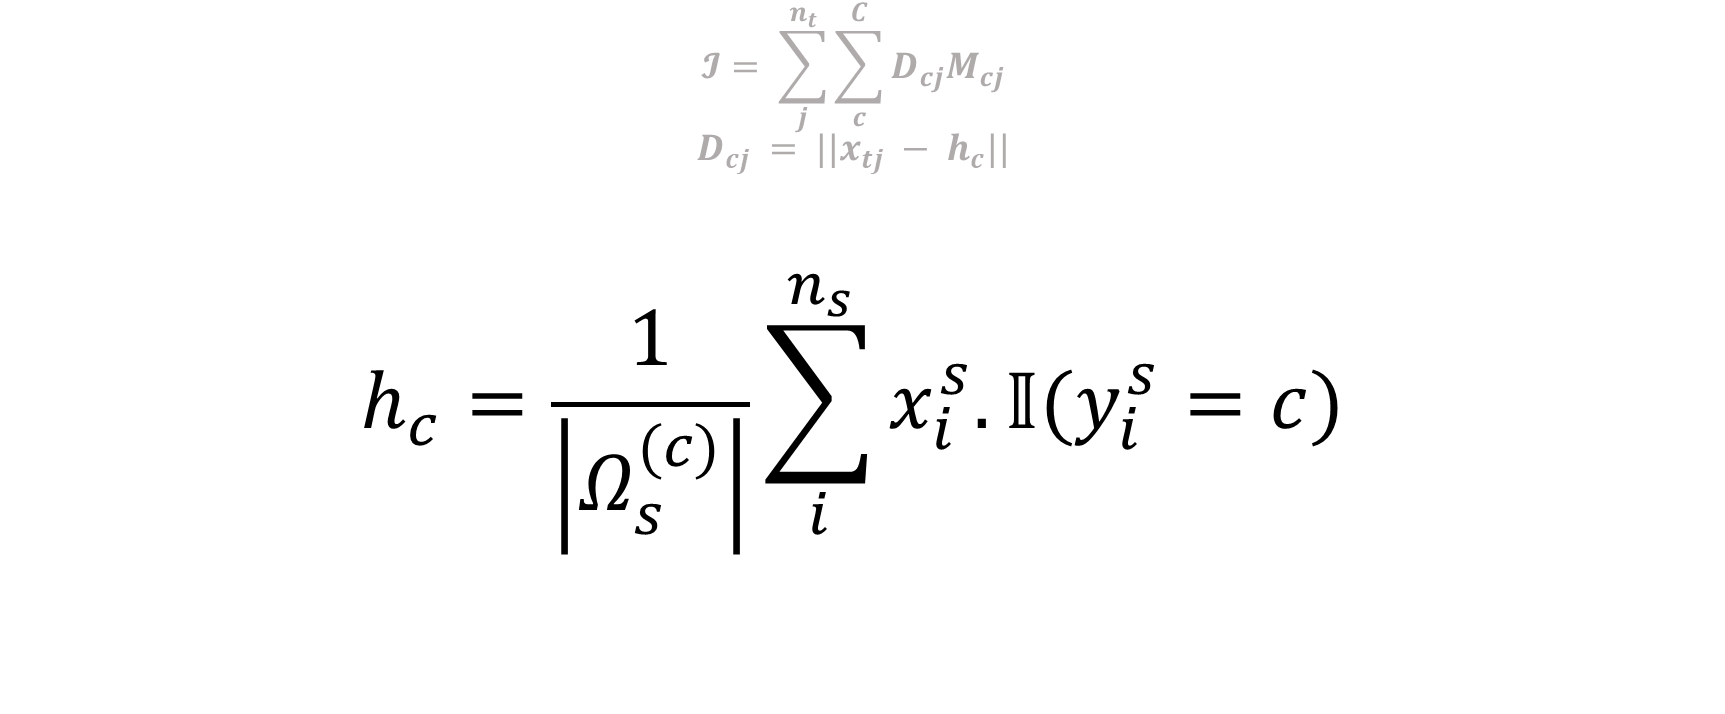 𝓘 = ∑_j^{n_t} ∑_c^C D_{cj} M_{cj}
D_{cj} = ||x_{tj} − h_c||
h_c = \frac{1}{|Ω_s^{(c)}|} ∑_i^{n_s} x_i^s . 𝕀(y_i^s = c)